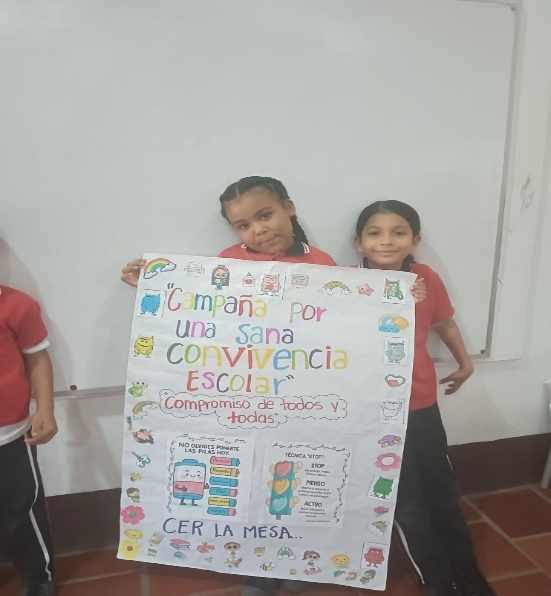 "Campaña por
una sana
convivencia
Escolar"
"Compromiso de todos y
todas"
NO OLVIDES PONERTE
LAS PILAS HOY.
TÉCNICA "STOP"
STOP
PIENSO
ACTÚO
CER LA MESA...